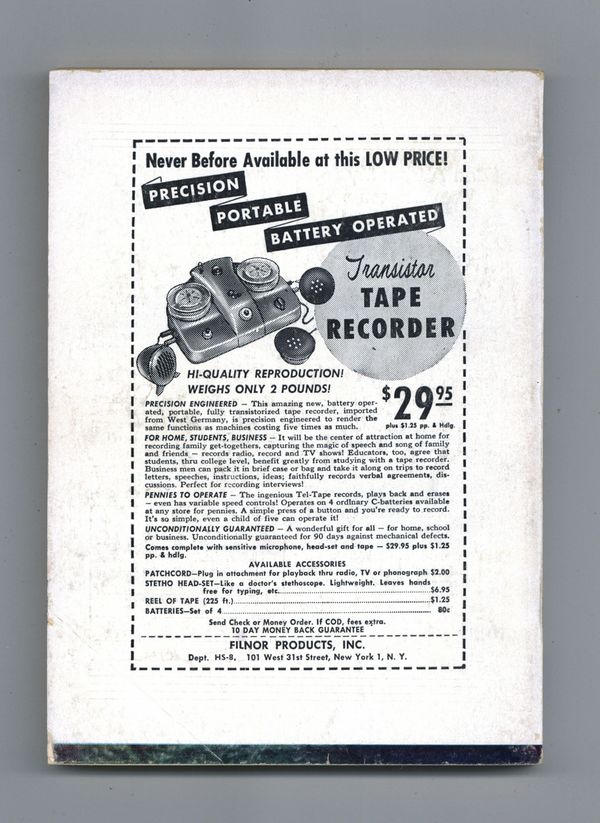 Never Before Available at this LOW PRICE!
PRECISION
PORTABLE
BATTERY OPERATED
Transistor
TAPE
RECORDER
HI-QUALITY REPRODUCTION!
WEIGHS ONLY 2 POUNDS!
$29.95
plus $1.25 pp. & Hdlg.
PRECISION ENGINEERED — This amazing new, battery oper-
ated, portable, fully transistorized tape recorder, imported
from West Germany, is precision engineered to render the
same functions as machines costing five times as much.
FOR HOME, STUDENTS, BUSINESS — It will be the center of attraction at home for
recording family get-togethers, capturing the magic of speech and song of family
and friends — records radio, record and TV shows! Educators, too, agree that
students, thru college level, benefit greatly from studying with a tape recorder.
Business men can pack it in brief case or bag and take it along on trips to record
letters, speeches, instructions, ideas; faithfully records verbal agreements, dis-
cussions. Perfect for recording interviews!
PENNIES TO OPERATE — The ingenious Tel-Tape records, plays back and erases
— even has variable speed controls! Operates on 4 ordinary C-batteries available
at any store for pennies. A simple press of a button and you're ready to record.
It's so simple, even a child of five can operate it!
UNCONDITIONALLY GUARANTEED — A wonderful gift for all — for home, school
or business. Unconditionally guaranteed for 90 days against mechanical defects.
Comes complete with sensitive microphone, head-set and tape — $29.95 plus $1.25
pp. & hdlg.
AVAILABLE ACCESSORIES
PATCHCORD—Plug in attachment for playback thru radio, TV or phonograph $2.00
STETHO HEAD-SET—Like a doctor's stethoscope. Lightweight. Leaves hands
free for typing, etc. $6.95
REEL OF TAPE (225 ft.) $1.25
BATTERIES—Set of 4 80c
Send Check or Money Order. If COD, fees extra.
10 DAY MONEY BACK GUARANTEE
FILNOR PRODUCTS, INC.
Dept. HS-8, 101 West 31st Street, New York 1, N. Y.